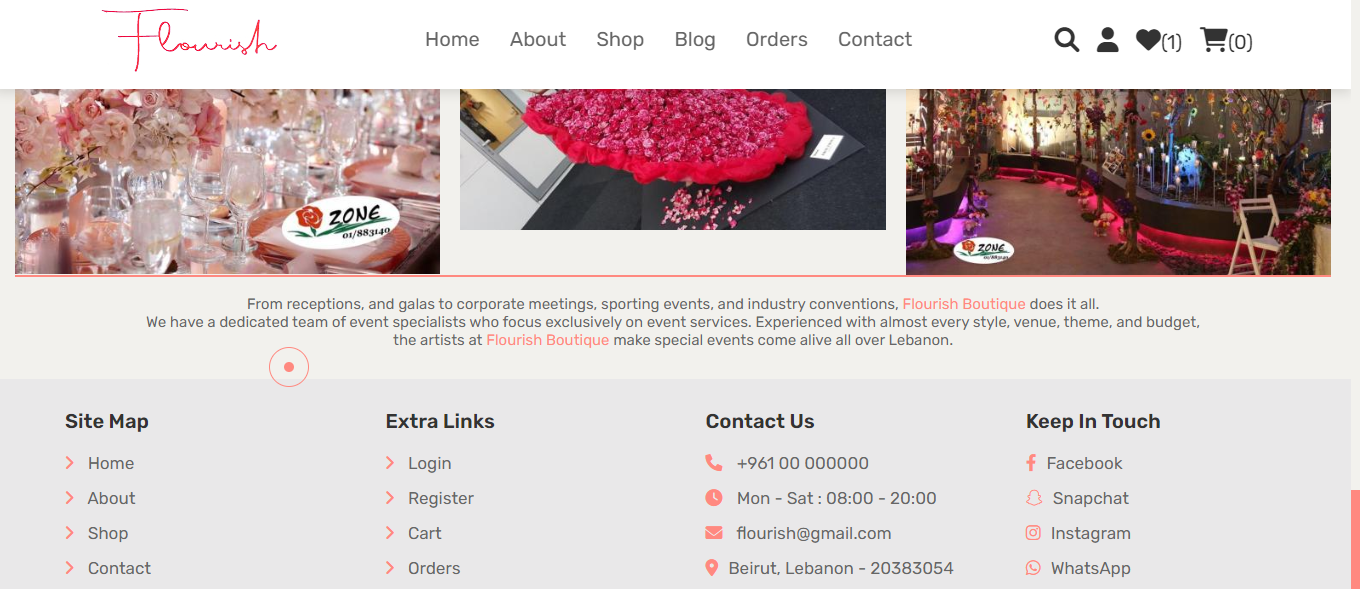 Flourish
Home About Shop Blog Orders Contact
(1) (0)
ZONE
01/883140
ZONE
From receptions, and galas to corporate meetings, sporting events, and industry conventions, Flourish Boutique does it all.
We have a dedicated team of event specialists who focus exclusively on event services. Experienced with almost every style, venue, theme, and budget,
the artists at Flourish Boutique make special events come alive all over Lebanon.
Site Map
Home
About
Shop
Contact
Extra Links
Login
Register
Cart
Orders
Contact Us
+961 00 000000
Mon - Sat : 08:00 - 20:00
flourish@gmail.com
Beirut, Lebanon - 20383054
Keep In Touch
Facebook
Snapchat
Instagram
WhatsApp